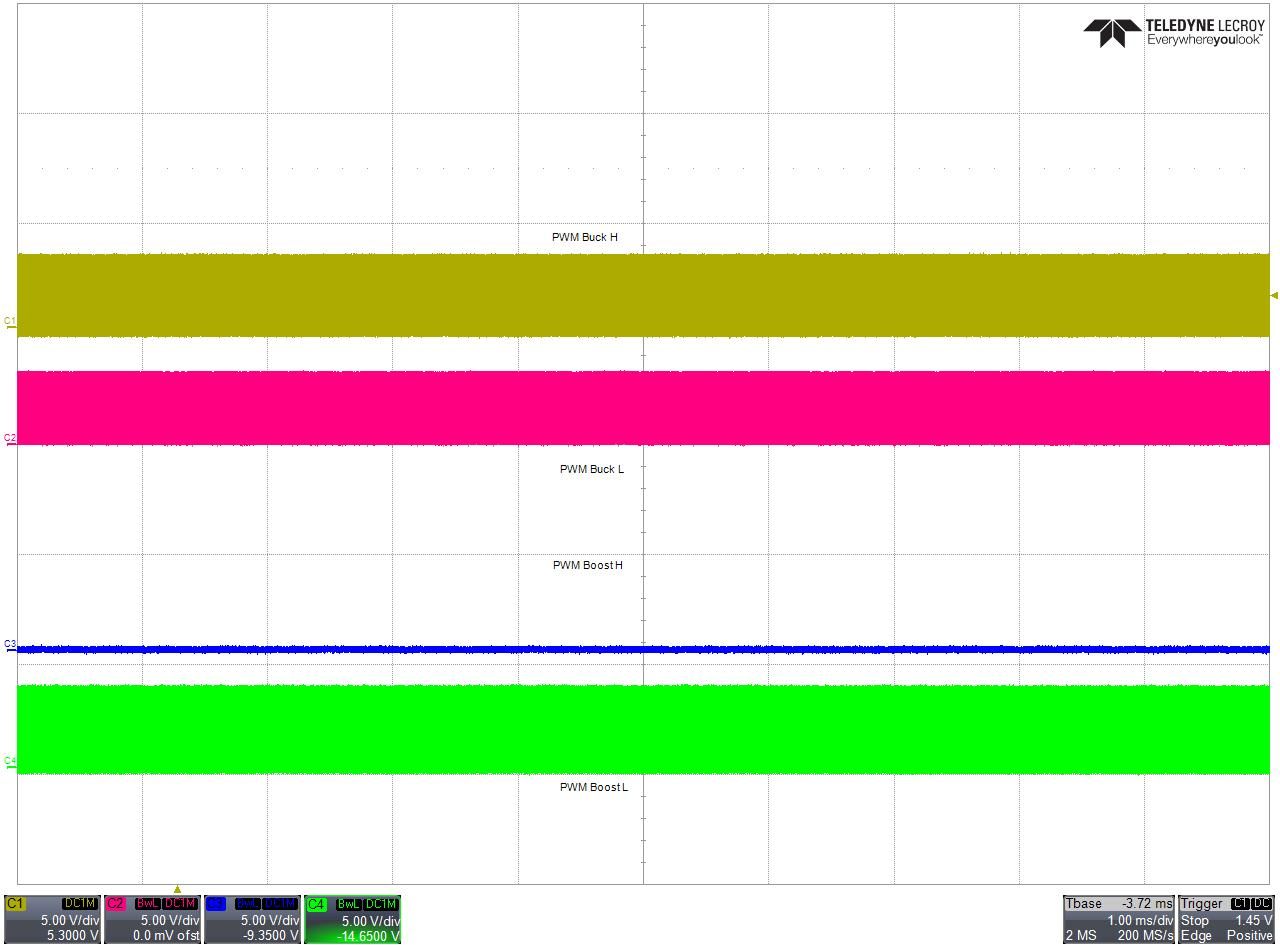 TELEDYNE LECROY
Everywhereyoulook™
PWM Buck H
C1
C2
PWM Buck L
PWM Boost H
C3
C4
PWM Boost L
C1 DC1M
5.00 V/div
5.3000 V
C2 BwL DC1M
5.00 V/div
0.0 mV ofst
C3 BwL DC1M
5.00 V/div
-9.3500 V
C4 BwL DC1M
5.00 V/div
-14.6500 V
Tbase -3.72 ms
1.00 ms/div
2 MS 200 MS/s
Trigger C1 DC
Stop 1.45 V
Edge Positive